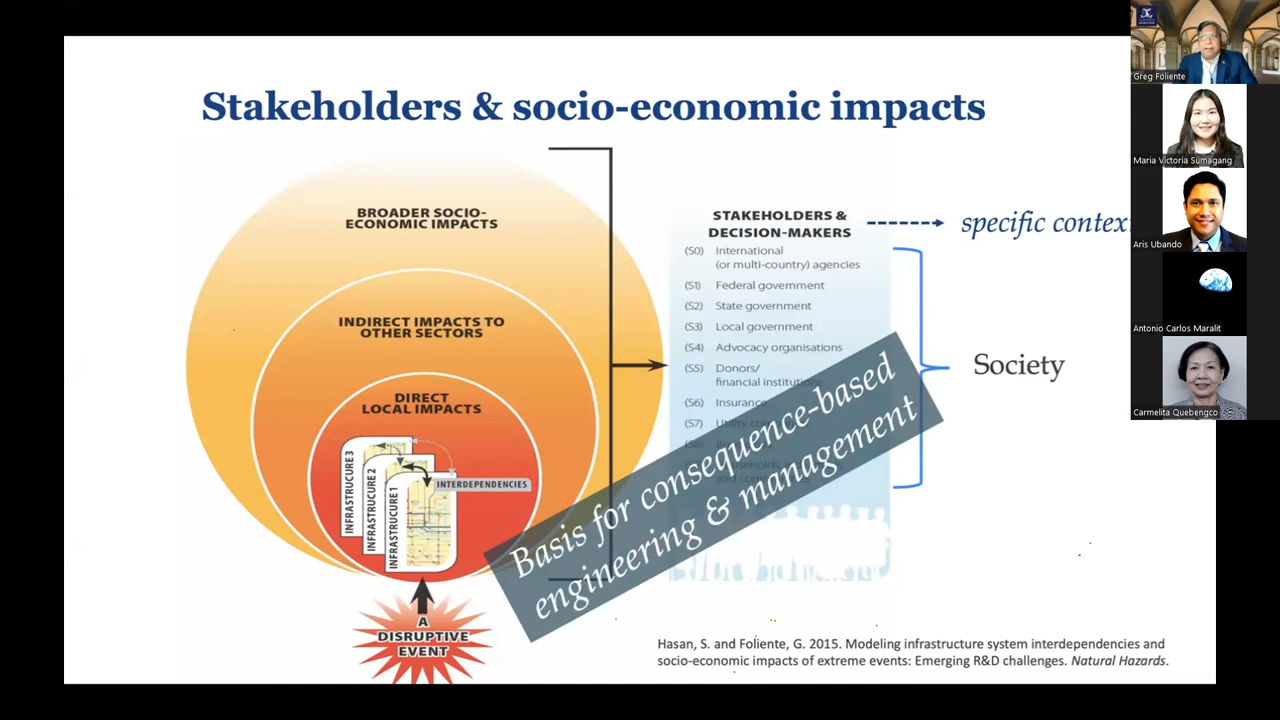 Stakeholders & socio-economic impacts
BROADER SOCIO-
ECONOMIC IMPACTS
INDIRECT IMPACTS TO
OTHER SECTORS
DIRECT
LOCAL IMPACTS
INFRASTRUCURE3
INFRASTRUCURE2
INFRASTRUCURE1
INTERDEPENDENCIES
A
DISRUPTIVE
EVENT
STAKEHOLDERS &
DECISION-MAKERS
(S0) International
(or multi-country) agencies
(S1) Federal government
(S2) State government
(S3) Local government
(S4) Advocacy organisations
(S5) Donors/
financial institutions
(S6) Insurance
(S7) Utility
specific contex
Society
Basis for consequence-based
engineering & management
Hasan, S. and Foliente, G. 2015. Modeling infrastructure system interdependencies and
socio-economic impacts of extreme events: Emerging R&D challenges. Natural Hazards.
Greg Foliente
Maria Victoria Sumagang
Aris Ubando
Antonio Carlos Maralit
Carmelita Quebengco